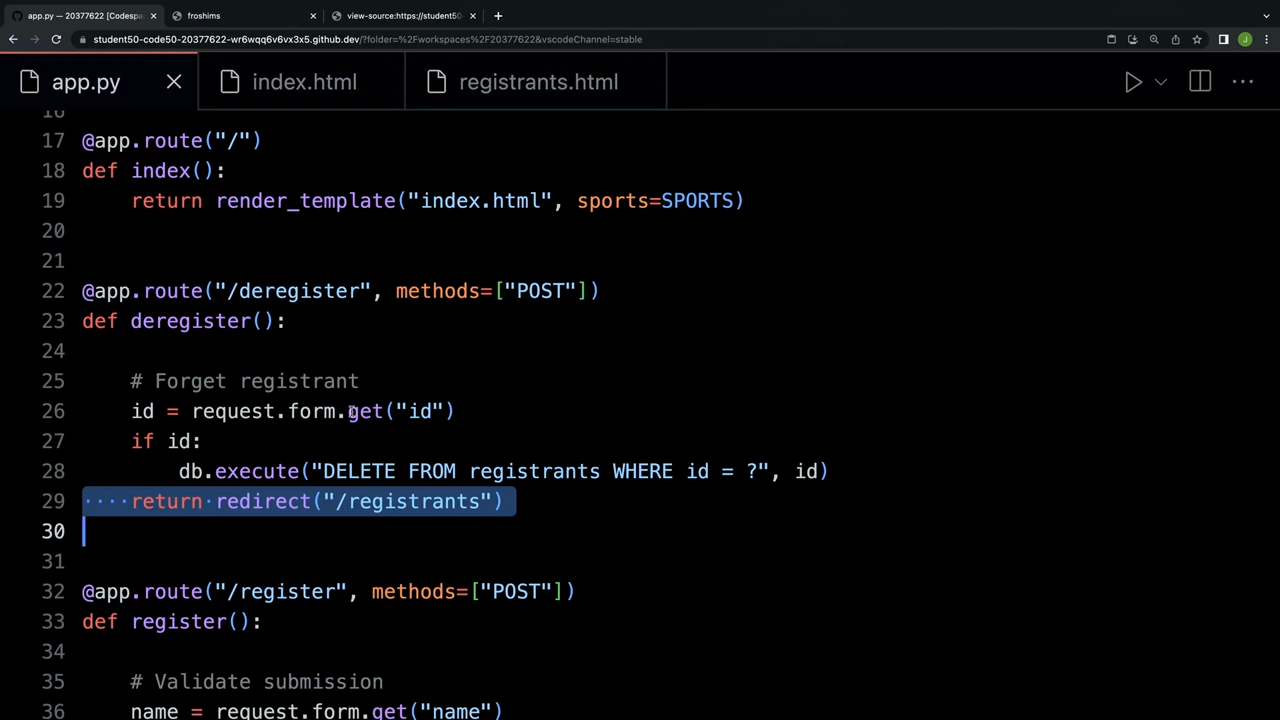 app.py — 20377622 [Codespa
froshims
view-source:https://student50
student50-code50-20377622-wr6wqq6v6vx3x5.github.dev/?folder=%2Fworkspaces%2F20377622&vscodeChannel=stable
J
app.py
index.html
registrants.html
16
17 @app.route("/")
18 def index():
19 return render_template("index.html", sports=SPORTS)
20
21
22 @app.route("/deregister", methods=["POST"])
23 def deregister():
24
25 # Forget registrant
26 id = request.form.get("id")
27 if id:
28 db.execute("DELETE FROM registrants WHERE id = ?", id)
29 ····return·redirect("/registrants")
30
31
32 @app.route("/register", methods=["POST"])
33 def register():
34
35 # Validate submission
36 name = request.form.get("name")